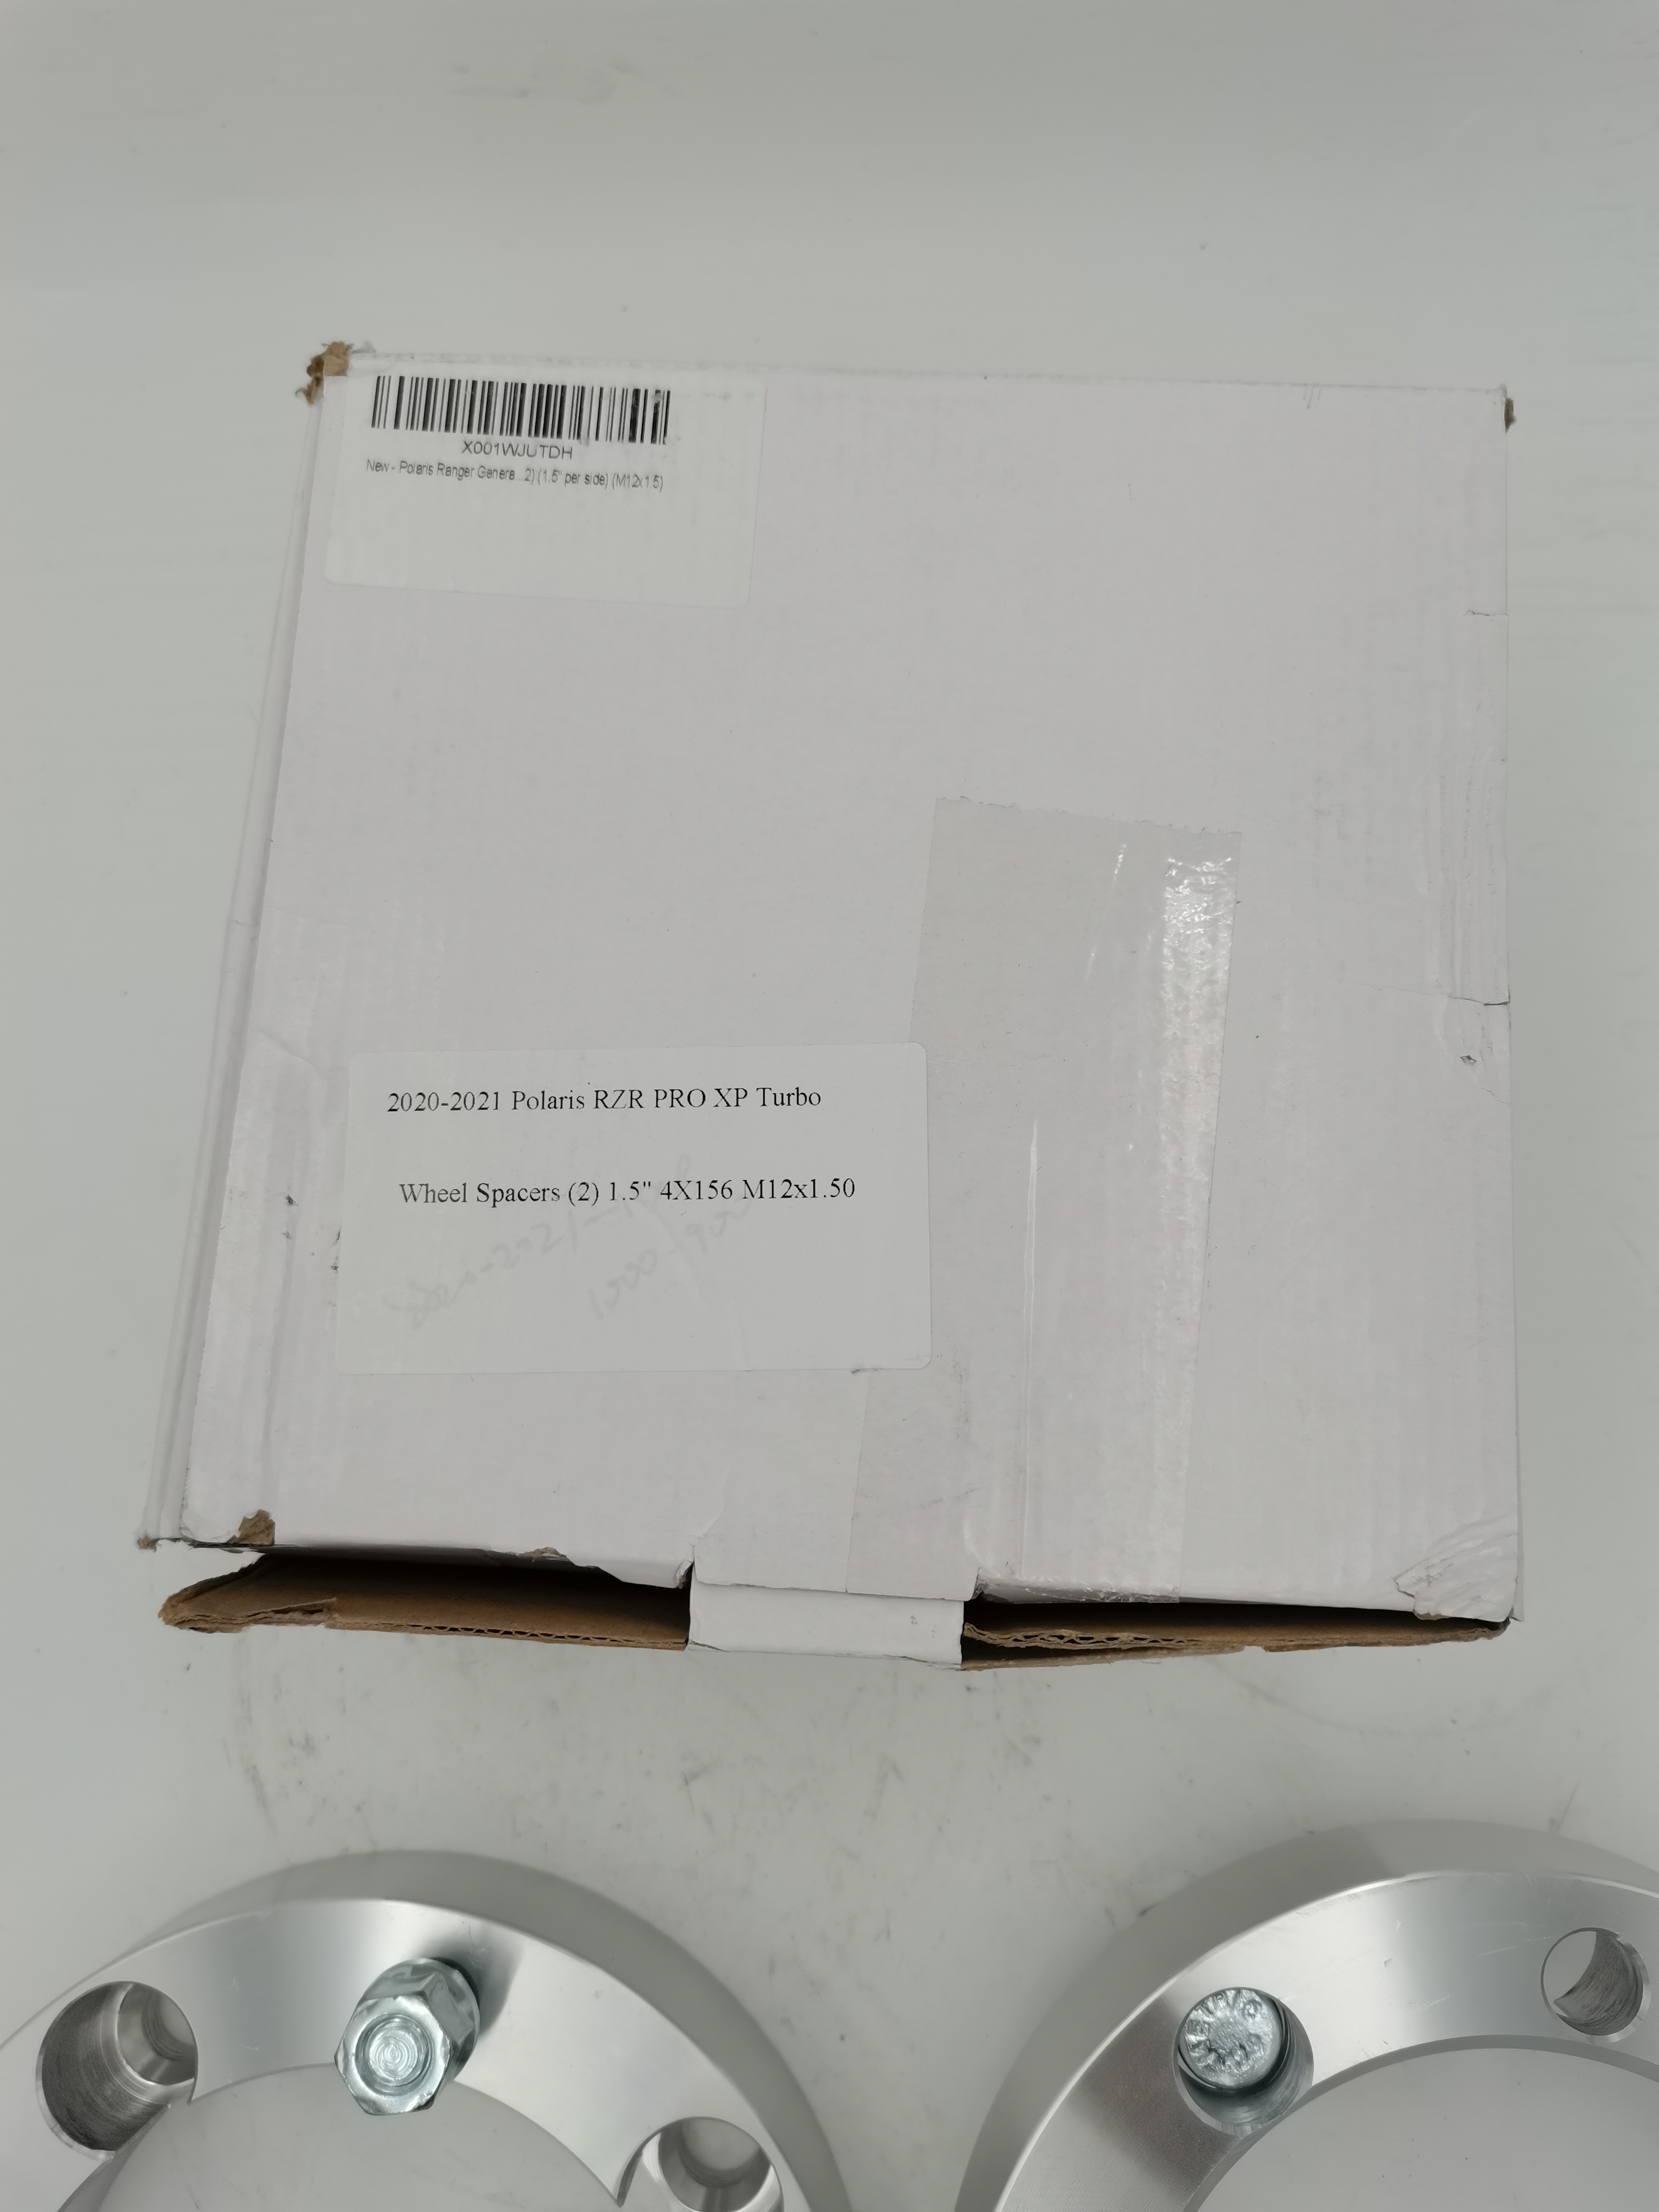 X001WJUTDH
New - Polaris Ranger Genera...2) (1.5" per side) (M12x1.5)
2020-2021 Polaris RZR PRO XP Turbo
Wheel Spacers (2) 1.5" 4X156 M12x1.50